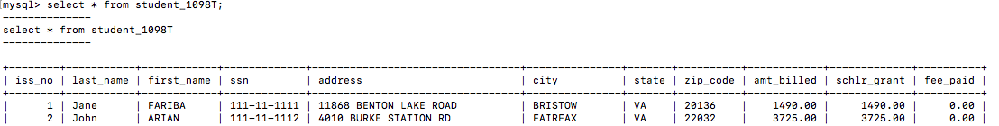 mysql> select * from student_1098T;
--------------
select * from student_1098T
--------------
+--------+-----------+------------+-------------+-----------------------------+-------------+-------+----------+------------+-------------+----------+
| iss_no | last_name | first_name | ssn | address | city | state | zip_code | amt_billed | schlr_grant | fee_paid |
+--------+-----------+------------+-------------+-----------------------------+-------------+-------+----------+------------+-------------+----------+
| 1 | Jane | FARIBA | 111-11-1111 | 11868 BENTON LAKE ROAD | BRISTOW | VA | 20136 | 1490.00 | 1490.00 | 0.00 |
| 2 | John | ARIAN | 111-11-1112 | 4010 BURKE STATION RD | FAIRFAX | VA | 22032 | 3725.00 | 3725.00 | 0.00 |